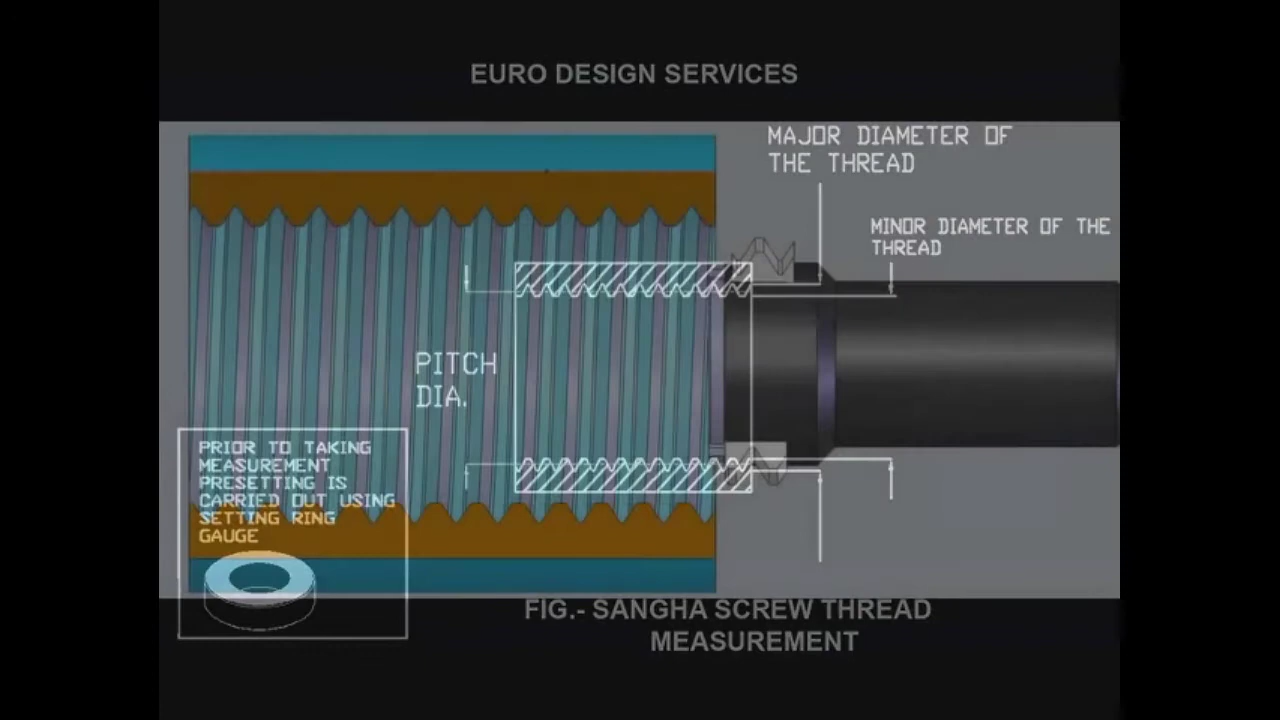 EURO DESIGN SERVICES
MAJOR DIAMETER OF
THE THREAD
MINOR DIAMETER OF THE
THREAD
PITCH
DIA.
PRIOR TO TAKING
MEASUREMENT
PRESETTING IS
CARRIED OUT USING
SETTING RING
GAUGE
FIG.- SANGHA SCREW THREAD
MEASUREMENT